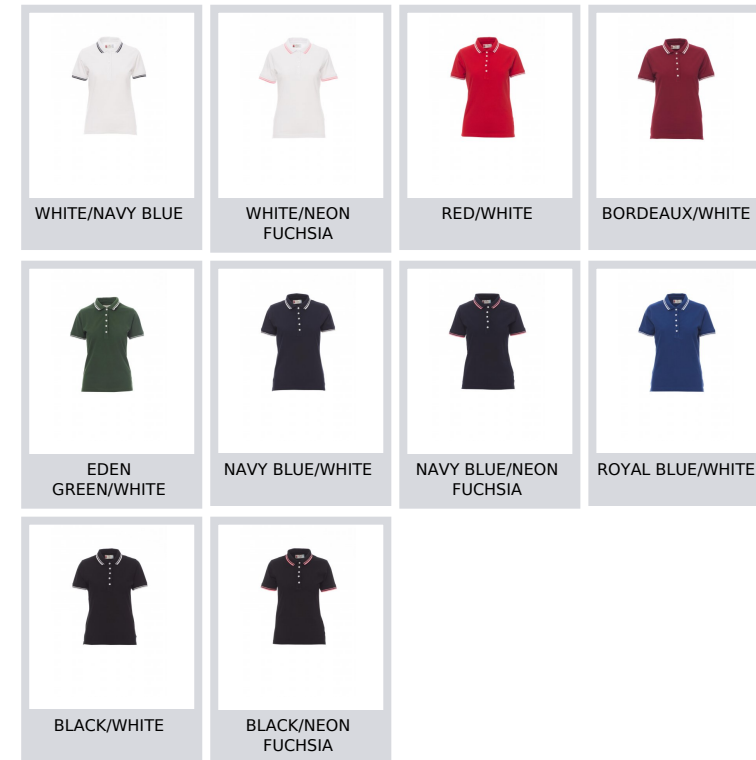 WHITE/NAVY BLUE
WHITE/NEON
FUCHSIA
RED/WHITE
BORDEAUX/WHITE
EDEN
GREEN/WHITE
NAVY BLUE/WHITE
NAVY BLUE/NEON
FUCHSIA
ROYAL BLUE/WHITE
BLACK/WHITE
BLACK/NEON
FUCHSIA